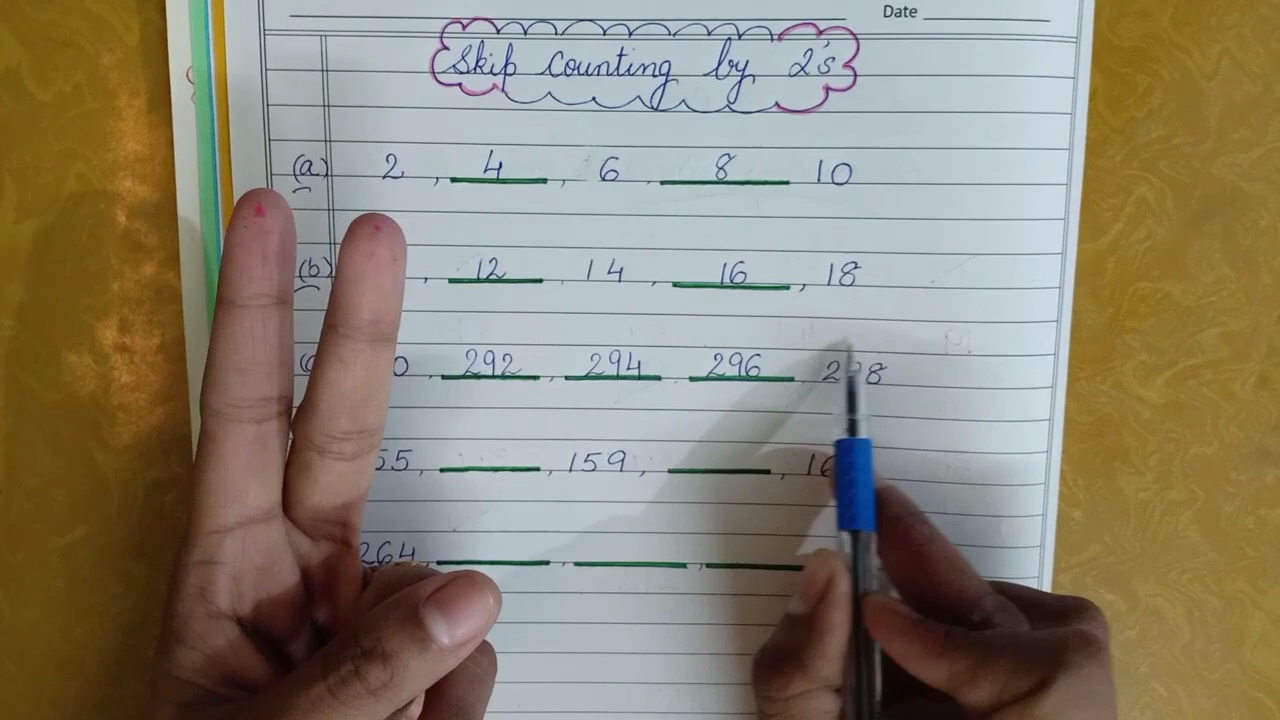 Date
Skip Counting by 2's
(a) 2, 4, 6, 8 10
(b) , 12, 14, 16, 18
292, 294, 296
, 159, ,
264, , ,